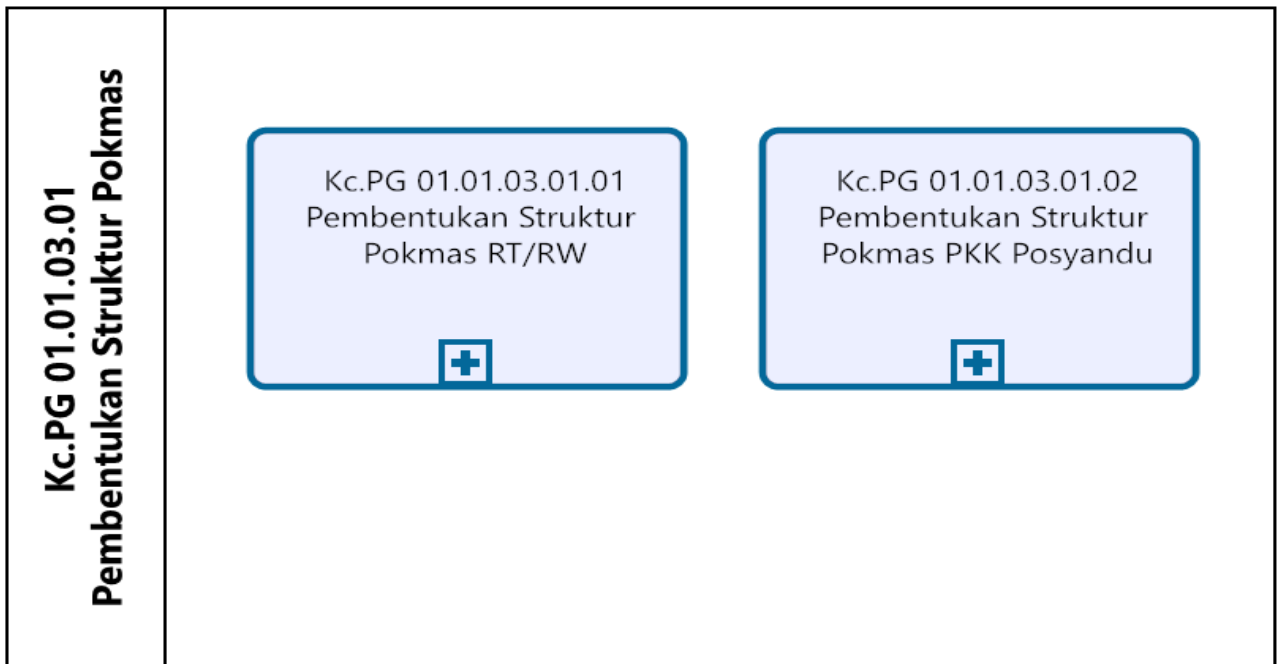 Kc.PG 01.01.03.01
Pembentukan Struktur Pokmas
Kc.PG 01.01.03.01.01
Pembentukan Struktur
Pokmas RT/RW
Kc.PG 01.01.03.01.02
Pembentukan Struktur
Pokmas PKK Posyandu